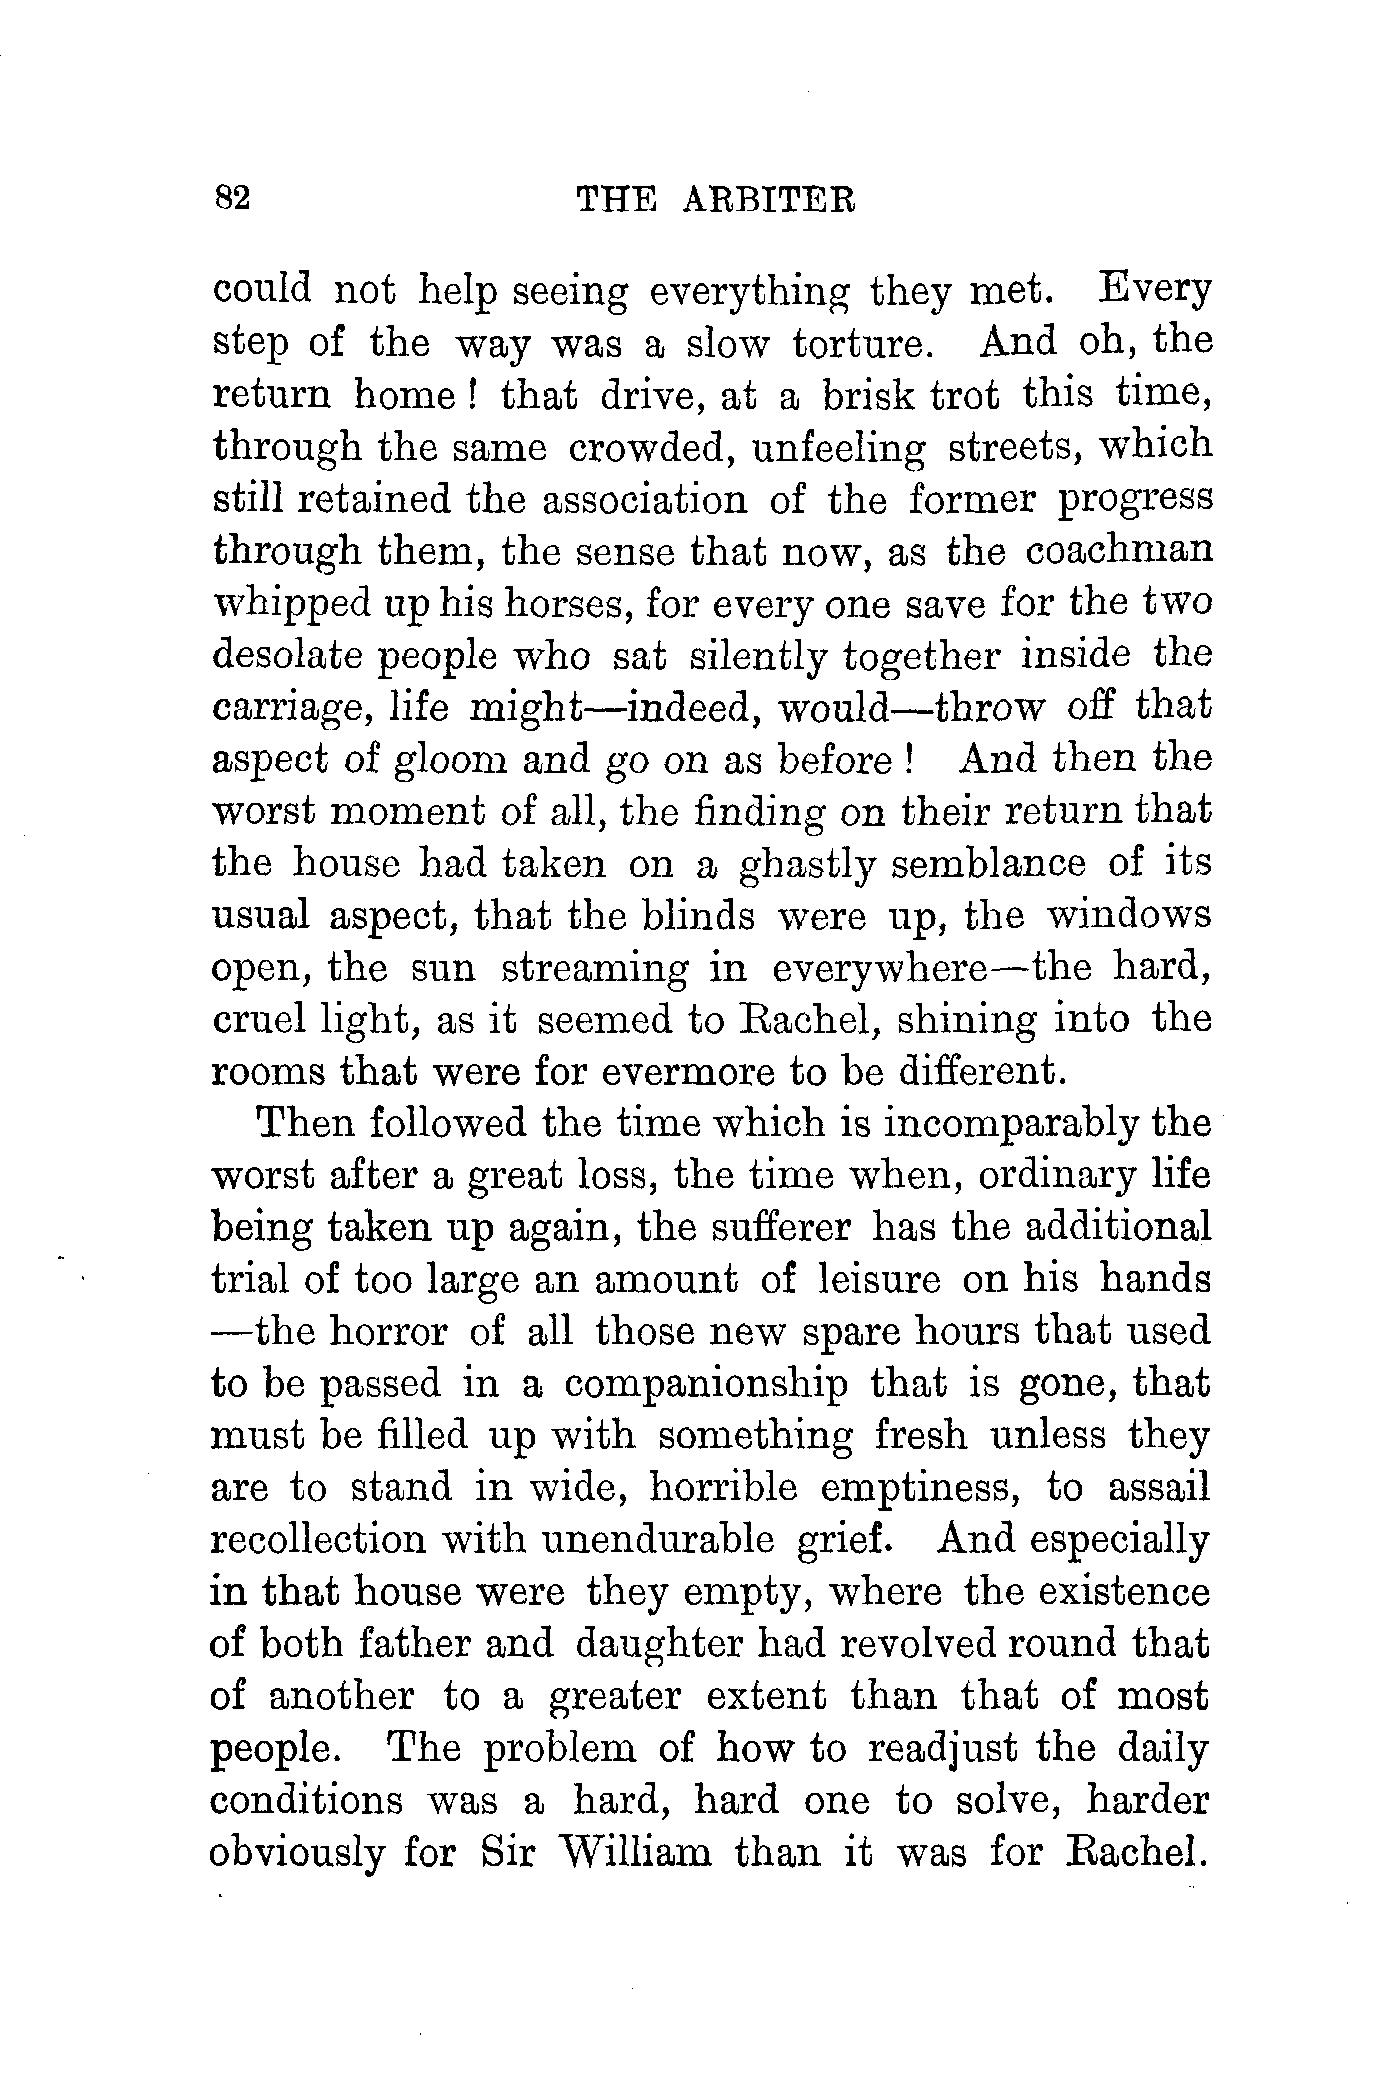 82 THE ARBITER
could not help seeing everything they met. Every
step of the way was a slow torture. And oh, the
return home ! that drive, at a brisk trot this time,
through the same crowded, unfeeling streets, which
still retained the association of the former progress
through them, the sense that now, as the coachman
whipped up his horses, for every one save for the two
desolate people who sat silently together inside the
carriage, life might—indeed, would—throw off that
aspect of gloom and go on as before ! And then the
worst moment of all, the finding on their return that
the house had taken on a ghastly semblance of its
usual aspect, that the blinds were up, the windows
open, the sun streaming in everywhere—the hard,
cruel light, as it seemed to Rachel, shining into the
rooms that were for evermore to be different.
Then followed the time which is incomparably the
worst after a great loss, the time when, ordinary life
being taken up again, the sufferer has the additional
trial of too large an amount of leisure on his hands
—the horror of all those new spare hours that used
to be passed in a companionship that is gone, that
must be filled up with something fresh unless they
are to stand in wide, horrible emptiness, to assail
recollection with unendurable grief. And especially
in that house were they empty, where the existence
of both father and daughter had revolved round that
of another to a greater extent than that of most
people. The problem of how to readjust the daily
conditions was a hard, hard one to solve, harder
obviously for Sir William than it was for Rachel.